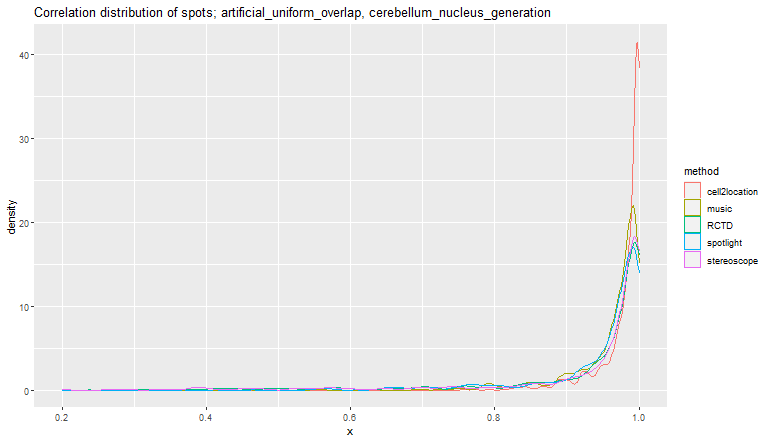 Correlation distribution of spots; artificial_uniform_overlap, cerebellum_nucleus_generation
40
30
20
10
0
density
0.2 0.4 0.6 0.8 1.0
x
method
cell2location
music
RCTD
spotlight
stereoscope